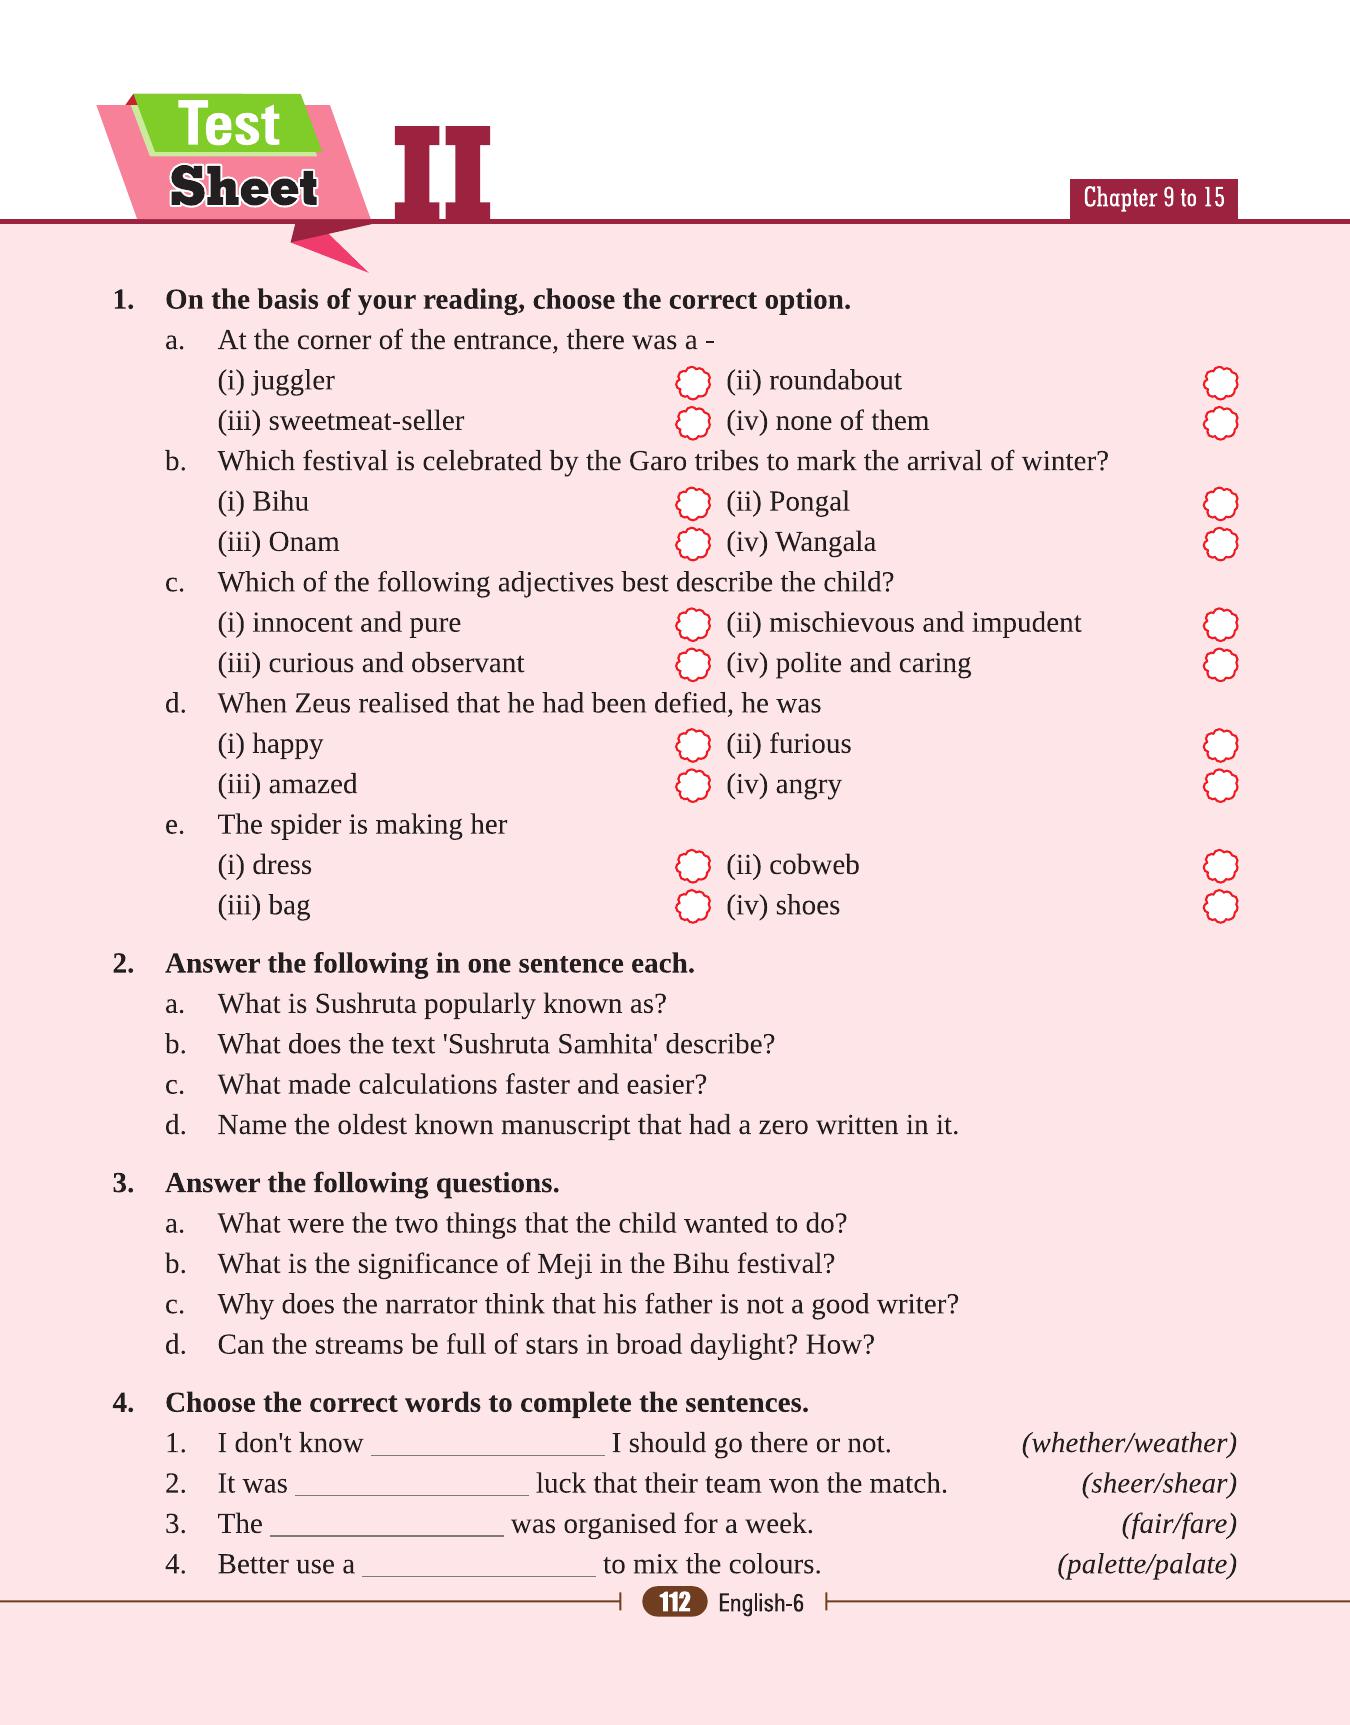 Test
Sheet
II
Chapter 9 to 15
1. On the basis of your reading, choose the correct option.
a. At the corner of the entrance, there was a -
(i) juggler (ii) roundabout
(iii) sweetmeat-seller (iv) none of them
b. Which festival is celebrated by the Garo tribes to mark the arrival of winter?
(i) Bihu (ii) Pongal
(iii) Onam (iv) Wangala
c. Which of the following adjectives best describe the child?
(i) innocent and pure (ii) mischievous and impudent
(iii) curious and observant (iv) polite and caring
d. When Zeus realised that he had been defied, he was
(i) happy (ii) furious
(iii) amazed (iv) angry
e. The spider is making her
(i) dress (ii) cobweb
(iii) bag (iv) shoes
2. Answer the following in one sentence each.
a. What is Sushruta popularly known as?
b. What does the text 'Sushruta Samhita' describe?
c. What made calculations faster and easier?
d. Name the oldest known manuscript that had a zero written in it.
3. Answer the following questions.
a. What were the two things that the child wanted to do?
b. What is the significance of Meji in the Bihu festival?
c. Why does the narrator think that his father is not a good writer?
d. Can the streams be full of stars in broad daylight? How?
4. Choose the correct words to complete the sentences.
1. I don't know ________________ I should go there or not. (whether/weather)
2. It was ________________ luck that their team won the match. (sheer/shear)
3. The ________________ was organised for a week. (fair/fare)
4. Better use a ________________ to mix the colours. (palette/palate)
112 English-6